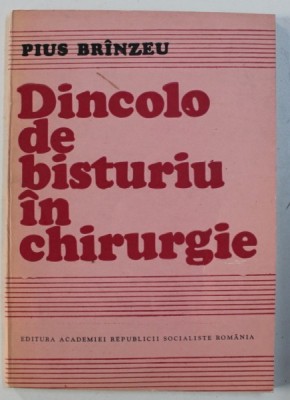 PIUS BRÎNZEU
Dincolo
de
bisturiu
în
chirurgie
EDITURA ACADEMIEI REPUBLICII SOCIALISTE ROMÂNIA